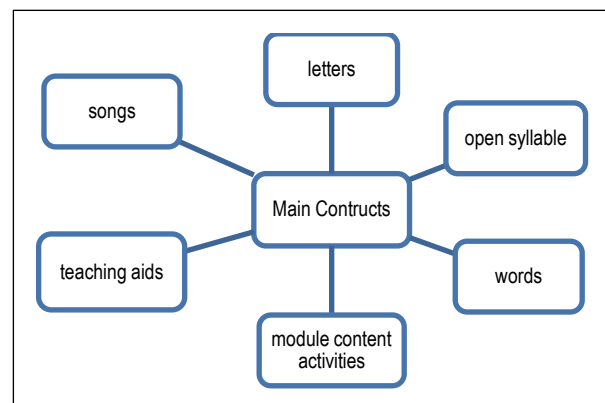 letters
songs
open syllable
Main Contructs
teaching aids
words
module content
activities